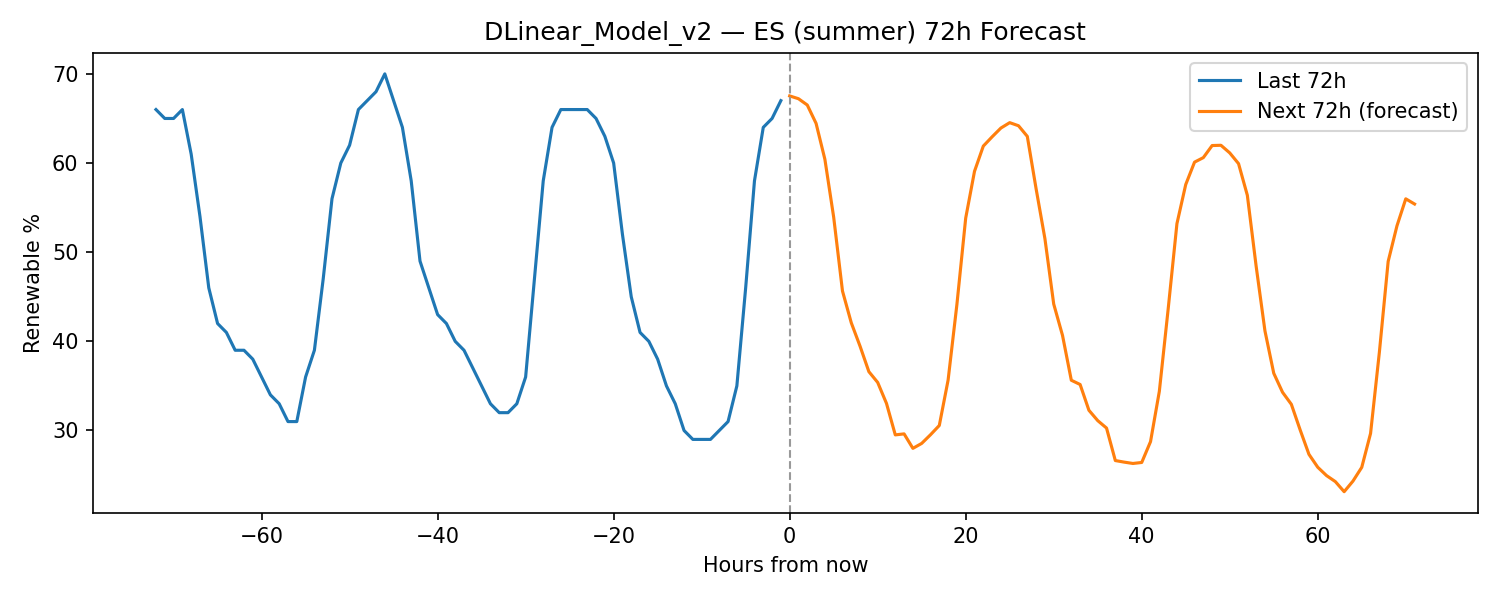 DLinear_Model_v2 — ES (summer) 72h Forecast
Last 72h
Next 72h (forecast)
Renewable %
70
60
50
40
30
−60 −40 −20 0 20 40 60
Hours from now